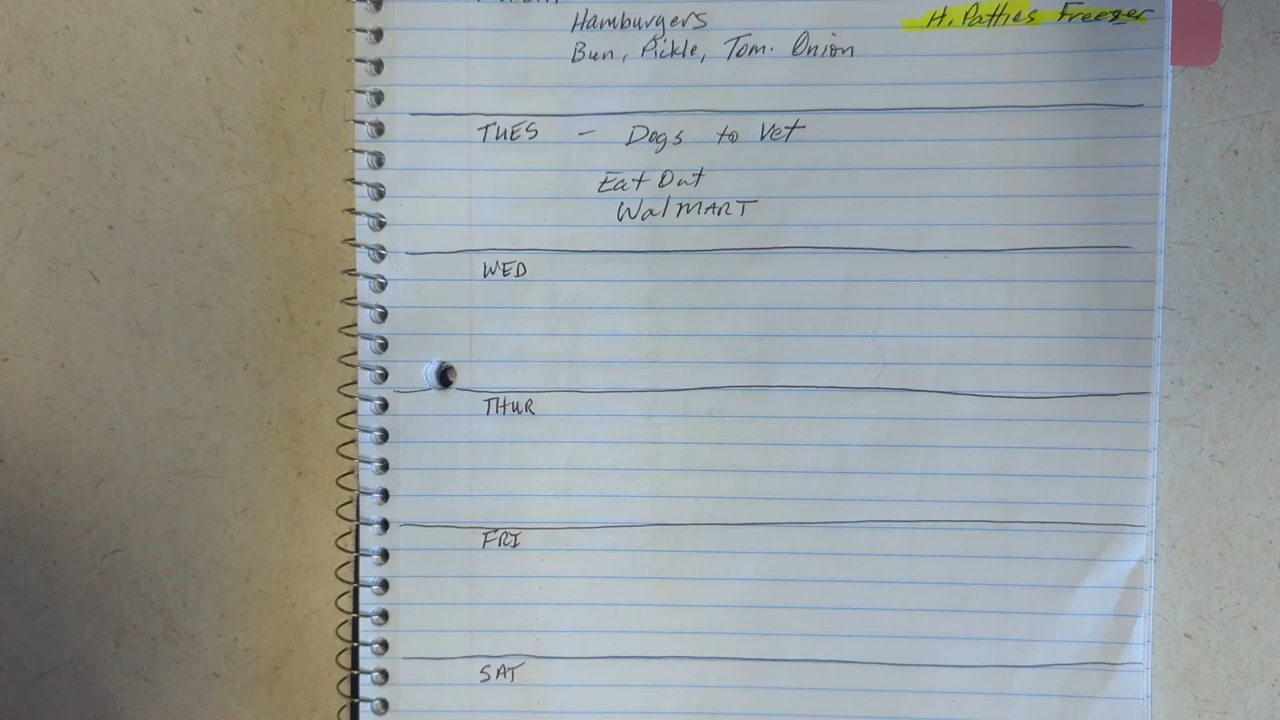 Hamburgers H. Patties Freezer
Bun, Pickle, Tom. Onion
TUES - Dogs to Vet
Eat Out
WalMART
WED
THUR
FRI
SAT